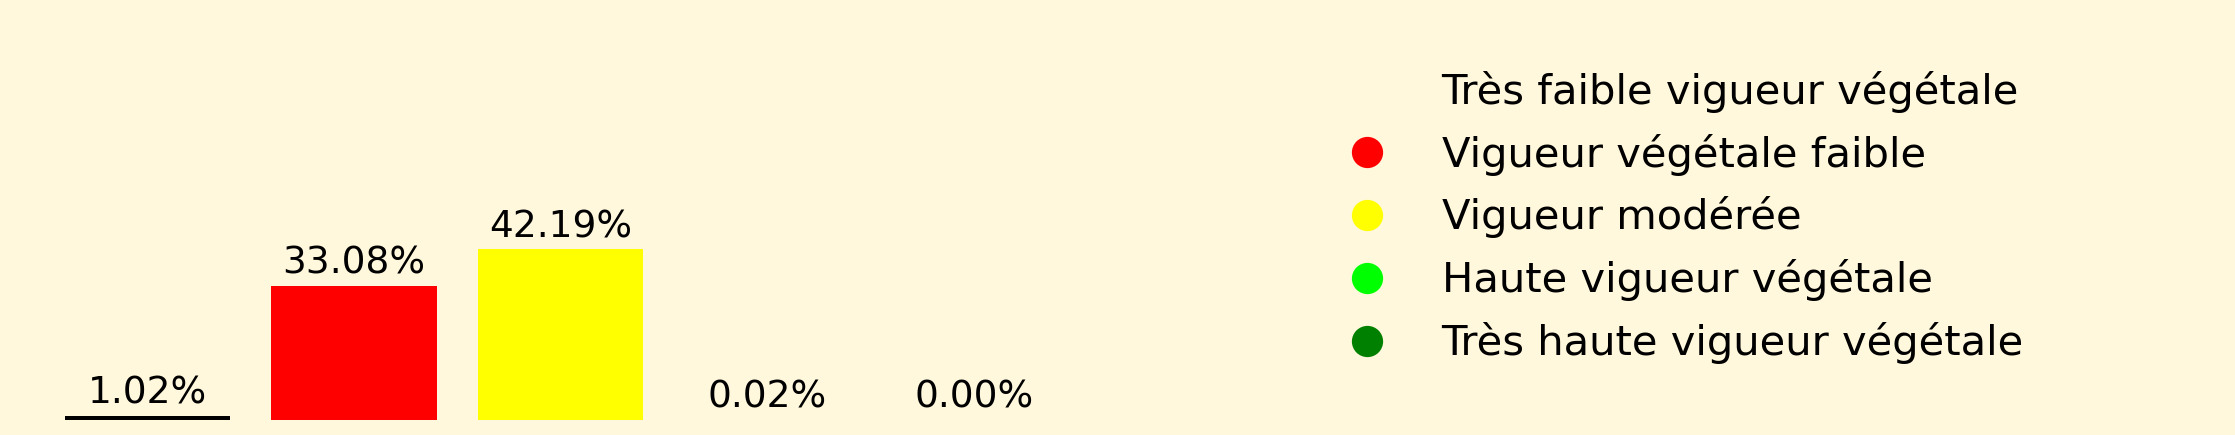 1.02%
33.08%
42.19%
0.02%
0.00%
Très faible vigueur végétale
Vigueur végétale faible
Vigueur modérée
Haute vigueur végétale
Très haute vigueur végétale